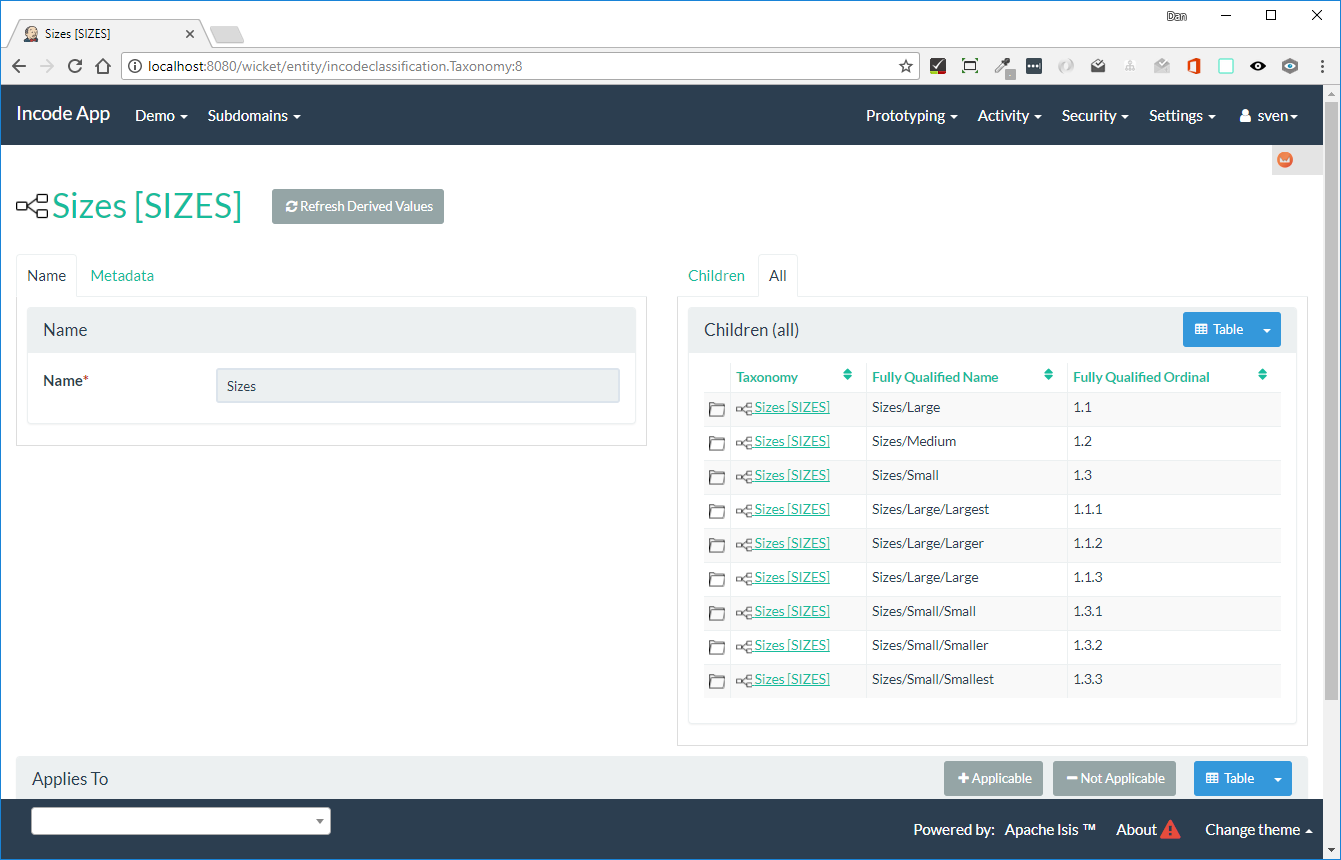 Dan
Sizes [SIZES]
localhost:8080/wicket/entity/incodeclassification.Taxonomy:8
Incode App Demo Subdomains Prototyping Activity Security Settings sven
Sizes [SIZES] Refresh Derived Values
Name Metadata
Name
Name* Sizes
Children All
Children (all) Table
Taxonomy Fully Qualified Name Fully Qualified Ordinal
Sizes [SIZES] Sizes/Large 1.1
Sizes [SIZES] Sizes/Medium 1.2
Sizes [SIZES] Sizes/Small 1.3
Sizes [SIZES] Sizes/Large/Largest 1.1.1
Sizes [SIZES] Sizes/Large/Larger 1.1.2
Sizes [SIZES] Sizes/Large/Large 1.1.3
Sizes [SIZES] Sizes/Small/Small 1.3.1
Sizes [SIZES] Sizes/Small/Smaller 1.3.2
Sizes [SIZES] Sizes/Small/Smallest 1.3.3
Applies To Applicable Not Applicable Table
Powered by: Apache Isis ™ About Change theme